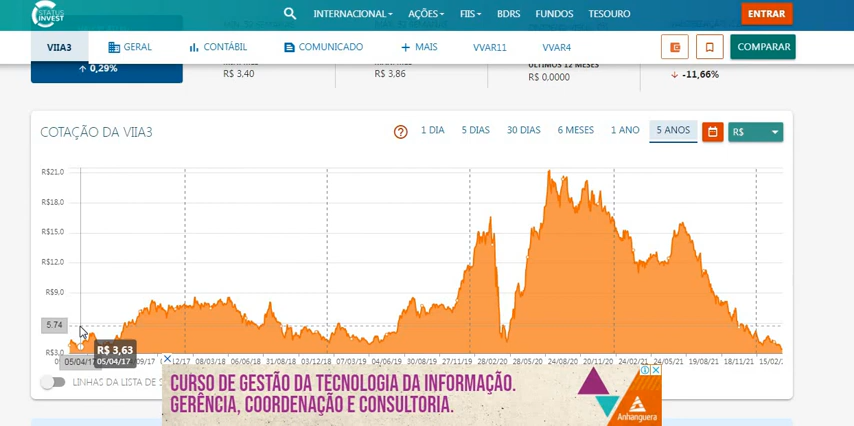 STATUS
INVEST
INTERNACIONAL AÇÕES FIIS BDRS FUNDOS TESOURO ENTRAR
VIIA3 GERAL CONTÁBIL COMUNICADO + MAIS VVAR11 VVAR4 COMPARAR
0,29%
R$ 3,40
R$ 3,86
ÚLTIMOS 12 MESES
R$ 0,0000
-11,66%
COTAÇÃO DA VIIA3
? 1 DIA 5 DIAS 30 DIAS 6 MESES 1 ANO 5 ANOS R$
R$21.0
R$18.0
R$15.0
R$12.0
R$9.0
5.74
R$3,0
R$ 3,63
05/04/17
05/04/17 08/03/18 06/06/18 31/08/18 03/12/18 07/03/19 04/06/19 30/08/19 27/11/19 28/02/20 28/05/20 24/08/20 20/11/20 24/02/21 24/05/21 19/08/21 18/11/21
LINHAS DA LISTA DE
CURSO DE GESTÃO DA TECNOLOGIA DA INFORMAÇÃO.
GERÊNCIA, COORDENAÇÃO E CONSULTORIA.
Anhanguera